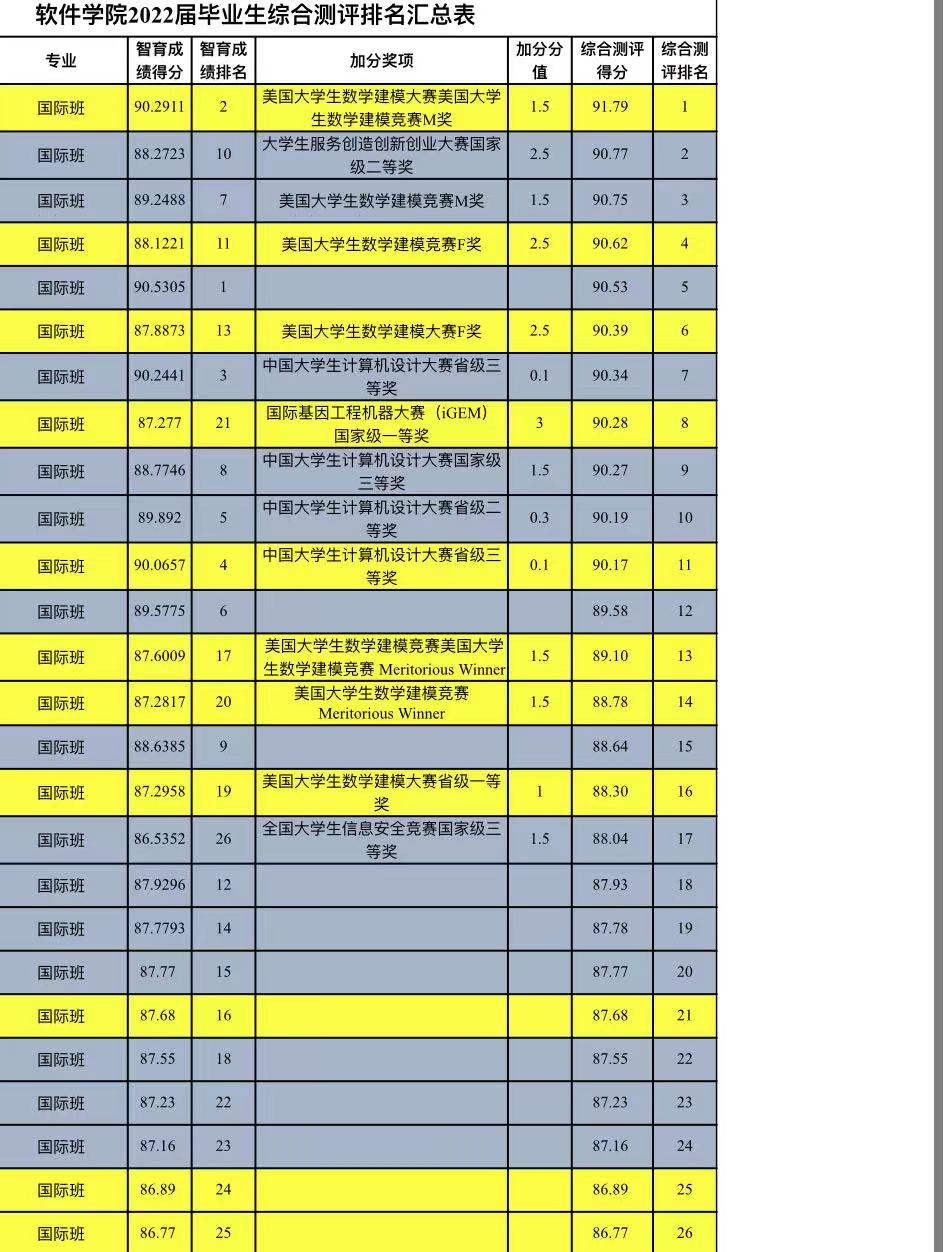 软件学院2022届毕业生综合测评排名汇总表
专业 智育成绩得分 智育成绩排名 加分奖项 加分分值 综合测评得分 综合测评排名
国际班 90.2911 2 美国大学生数学建模大赛美国大学生数学建模竞赛M奖 1.5 91.79 1
国际班 88.2723 10 大学生服务创造创新创业大赛国家级二等奖 2.5 90.77 2
国际班 89.2488 7 美国大学生数学建模竞赛M奖 1.5 90.75 3
国际班 88.1221 11 美国大学生数学建模竞赛F奖 2.5 90.62 4
国际班 90.5305 1 90.53 5
国际班 87.8873 13 美国大学生数学建模大赛F奖 2.5 90.39 6
国际班 90.2441 3 中国大学生计算机设计大赛省级三等奖 0.1 90.34 7
国际班 87.277 21 国际基因工程机器大赛（iGEM）国家级一等奖 3 90.28 8
国际班 88.7746 8 中国大学生计算机设计大赛国家级三等奖 1.5 90.27 9
国际班 89.892 5 中国大学生计算机设计大赛省级二等奖 0.3 90.19 10
国际班 90.0657 4 中国大学生计算机设计大赛省级三等奖 0.1 90.17 11
国际班 89.5775 6 89.58 12
国际班 87.6009 17 美国大学生数学建模竞赛美国大学生数学建模竞赛 Meritorious Winner 1.5 89.10 13
国际班 87.2817 20 美国大学生数学建模竞赛 Meritorious Winner 1.5 88.78 14
国际班 88.6385 9 88.64 15
国际班 87.2958 19 美国大学生数学建模大赛省级一等奖 1 88.30 16
国际班 86.5352 26 全国大学生信息安全竞赛国家级三等奖 1.5 88.04 17
国际班 87.9296 12 87.93 18
国际班 87.7793 14 87.78 19
国际班 87.77 15 87.77 20
国际班 87.68 16 87.68 21
国际班 87.55 18 87.55 22
国际班 87.23 22 87.23 23
国际班 87.16 23 87.16 24
国际班 86.89 24 86.89 25
国际班 86.77 25 86.77 26